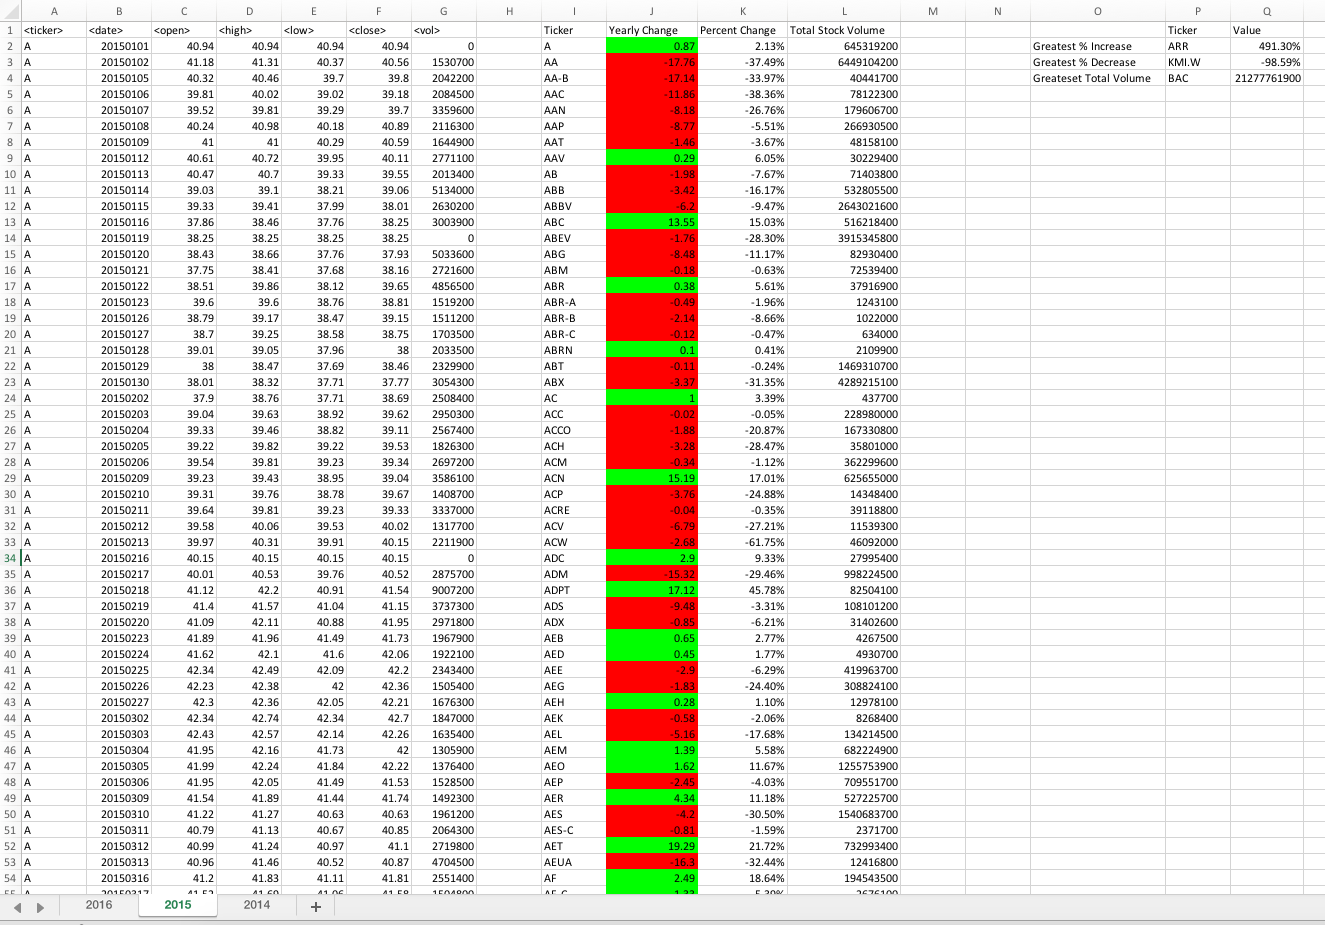 A B C D E F G H I J K L M N O P Q
1 <ticker> <date> <open> <high> <low> <close> <vol> Ticker Yearly Change Percent Change Total Stock Volume Ticker Value
2 A 20150101 40.94 40.94 40.94 40.94 0 A 0.87 2.13% 645319200 Greatest % Increase ARR 491.30%
3 A 20150102 41.18 41.31 40.37 40.56 1530700 AA -17.76 -37.49% 6449104200 Greatest % Decrease KMI.W -98.59%
4 A 20150105 40.32 40.46 39.7 39.8 2042200 AA-B -17.14 -33.97% 40441700 Greateset Total Volume BAC 21277761900
5 A 20150106 39.81 40.02 39.02 39.18 2084500 AAC -11.86 -38.36% 78122300
6 A 20150107 39.52 39.81 39.29 39.7 3359600 AAN -8.18 -26.76% 179606700
7 A 20150108 40.24 40.98 40.18 40.89 2116300 AAP -8.77 -5.51% 266930500
8 A 20150109 41 41 40.29 40.59 1644900 AAT -1.46 -3.67% 48158100
9 A 20150112 40.61 40.72 39.95 40.11 2771100 AAV 0.29 6.05% 30229400
10 A 20150113 40.47 40.7 39.33 39.55 2013400 AB -1.98 -7.67% 71403800
11 A 20150114 39.03 39.1 38.21 39.06 5134000 ABB -3.42 -16.17% 532805500
12 A 20150115 39.33 39.41 37.99 38.01 2630200 ABBV -6.2 -9.47% 2643021600
13 A 20150116 37.86 38.46 37.76 38.25 3003900 ABC 13.55 15.03% 516218400
14 A 20150119 38.25 38.25 38.25 38.25 0 ABEV -1.76 -28.30% 3915345800
15 A 20150120 38.43 38.66 37.76 37.93 5033600 ABG -8.48 -11.17% 82930400
16 A 20150121 37.75 38.41 37.68 38.16 2721600 ABM -0.18 -0.63% 72539400
17 A 20150122 38.51 39.86 38.12 39.65 4856500 ABR 0.38 5.61% 37916900
18 A 20150123 39.6 39.6 38.76 38.81 1519200 ABR-A -0.49 -1.96% 1243100
19 A 20150126 38.79 39.17 38.47 39.15 1511200 ABR-B -2.14 -8.66% 1022000
20 A 20150127 38.7 39.25 38.58 38.75 1703500 ABR-C -0.12 -0.47% 634000
21 A 20150128 39.01 39.05 37.96 38 2033500 ABRN 0.1 0.41% 2109900
22 A 20150129 38 38.47 37.69 38.46 2329900 ABT -0.11 -0.24% 1469310700
23 A 20150130 38.01 38.32 37.71 37.77 3054300 ABX -3.37 -31.35% 4289215100
24 A 20150202 37.9 38.76 37.71 38.69 2508400 AC 1 3.39% 437700
25 A 20150203 39.04 39.63 38.92 39.62 2950300 ACC -0.02 -0.05% 228980000
26 A 20150204 39.33 39.46 38.82 39.11 2567400 ACCO -1.88 -20.87% 167330800
27 A 20150205 39.22 39.82 39.22 39.53 1826300 ACH -3.28 -28.47% 35801000
28 A 20150206 39.54 39.81 39.23 39.34 2697200 ACM -0.34 -1.12% 362299600
29 A 20150209 39.23 39.43 38.95 39.04 3586100 ACN 15.19 17.01% 625655000
30 A 20150210 39.31 39.76 38.78 39.67 1408700 ACP -3.76 -24.88% 14348400
31 A 20150211 39.64 39.81 39.23 39.33 3337000 ACRE -0.04 -0.35% 39118800
32 A 20150212 39.58 40.06 39.53 40.02 1317700 ACV -6.79 -27.21% 11539300
33 A 20150213 39.97 40.31 39.91 40.15 2211900 ACW -2.68 -61.75% 46092000
34 A 20150216 40.15 40.15 40.15 40.15 0 ADC 2.9 9.33% 27995400
35 A 20150217 40.01 40.53 39.76 40.52 2875700 ADM -15.32 -29.46% 998224500
36 A 20150218 41.12 42.2 40.91 41.54 9007200 ADPT 17.12 45.78% 82504100
37 A 20150219 41.4 41.57 41.04 41.15 3737300 ADS -9.48 -3.31% 108101200
38 A 20150220 41.09 42.11 40.88 41.95 2971800 ADX -0.85 -6.21% 31402600
39 A 20150223 41.89 41.96 41.49 41.73 1967900 AEB 0.65 2.77% 4267500
40 A 20150224 41.62 42.1 41.6 42.06 1922100 AED 0.45 1.77% 4930700
41 A 20150225 42.34 42.49 42.09 42.2 2343400 AEE -2.9 -6.29% 419963700
42 A 20150226 42.23 42.38 42 42.36 1505400 AEG -1.83 -24.40% 308824100
43 A 20150227 42.3 42.36 42.05 42.21 1676300 AEH 0.28 1.10% 12978100
44 A 20150302 42.34 42.74 42.34 42.7 1847000 AEK -0.58 -2.06% 8268400
45 A 20150303 42.43 42.57 42.14 42.26 1635400 AEL -5.16 -17.68% 134214500
46 A 20150304 41.95 42.16 41.73 42 1305900 AEM 1.39 5.58% 682224900
47 A 20150305 41.99 42.24 41.84 42.22 1376400 AEO 1.62 11.67% 1255753900
48 A 20150306 41.95 42.05 41.49 41.53 1528500 AEP -2.45 -4.03% 709551700
49 A 20150309 41.54 41.89 41.44 41.74 1492300 AER 4.34 11.18% 527225700
50 A 20150310 41.22 41.27 40.63 40.63 1961200 AES -4.2 -30.50% 1540683700
51 A 20150311 40.79 41.13 40.67 40.85 2064300 AES-C -0.81 -1.59% 2371700
52 A 20150312 40.99 41.24 40.97 41.1 2719800 AET 19.29 21.72% 732993400
53 A 20150313 40.96 41.46 40.52 40.87 4704500 AEUA -16.3 -32.44% 12416800
54 A 20150316 41.2 41.83 41.11 41.81 2551400 AF 2.49 18.64% 194543500
2016 2015 2014 +